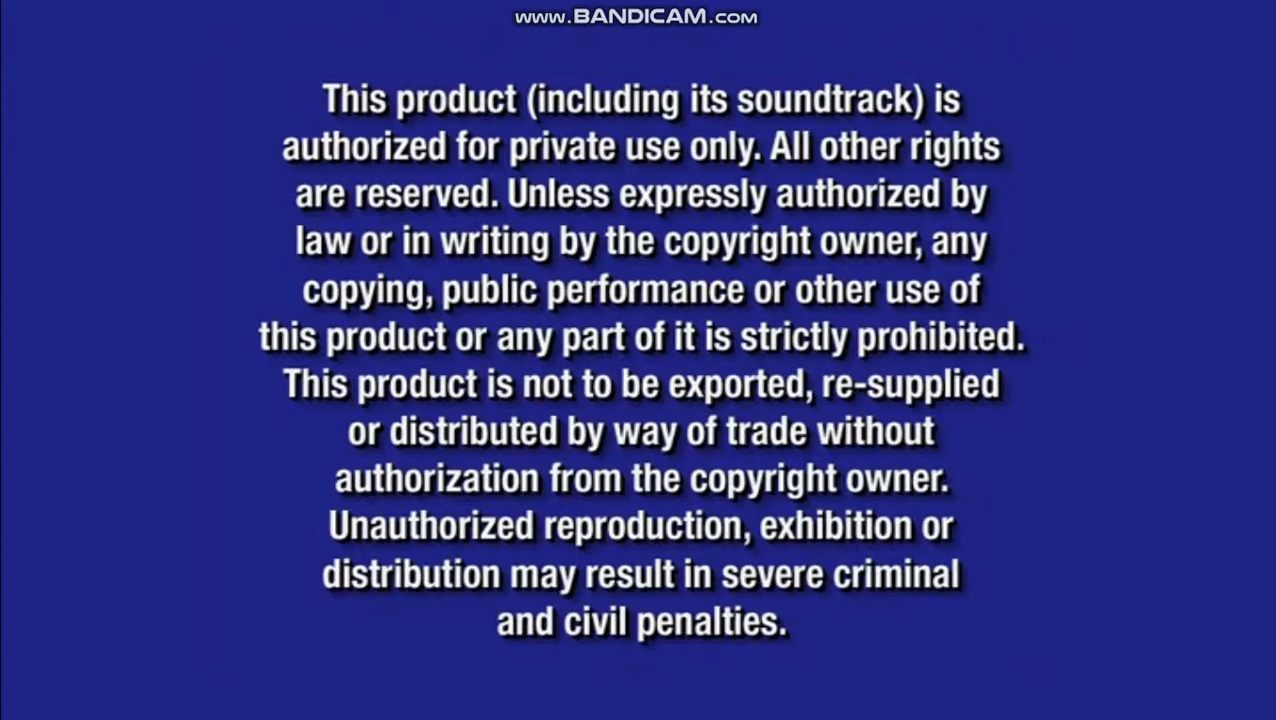 www.BANDICAM.com
This product (including its soundtrack) is
authorized for private use only. All other rights
are reserved. Unless expressly authorized by
law or in writing by the copyright owner, any
copying, public performance or other use of
this product or any part of it is strictly prohibited.
This product is not to be exported, re-supplied
or distributed by way of trade without
authorization from the copyright owner.
Unauthorized reproduction, exhibition or
distribution may result in severe criminal
and civil penalties.